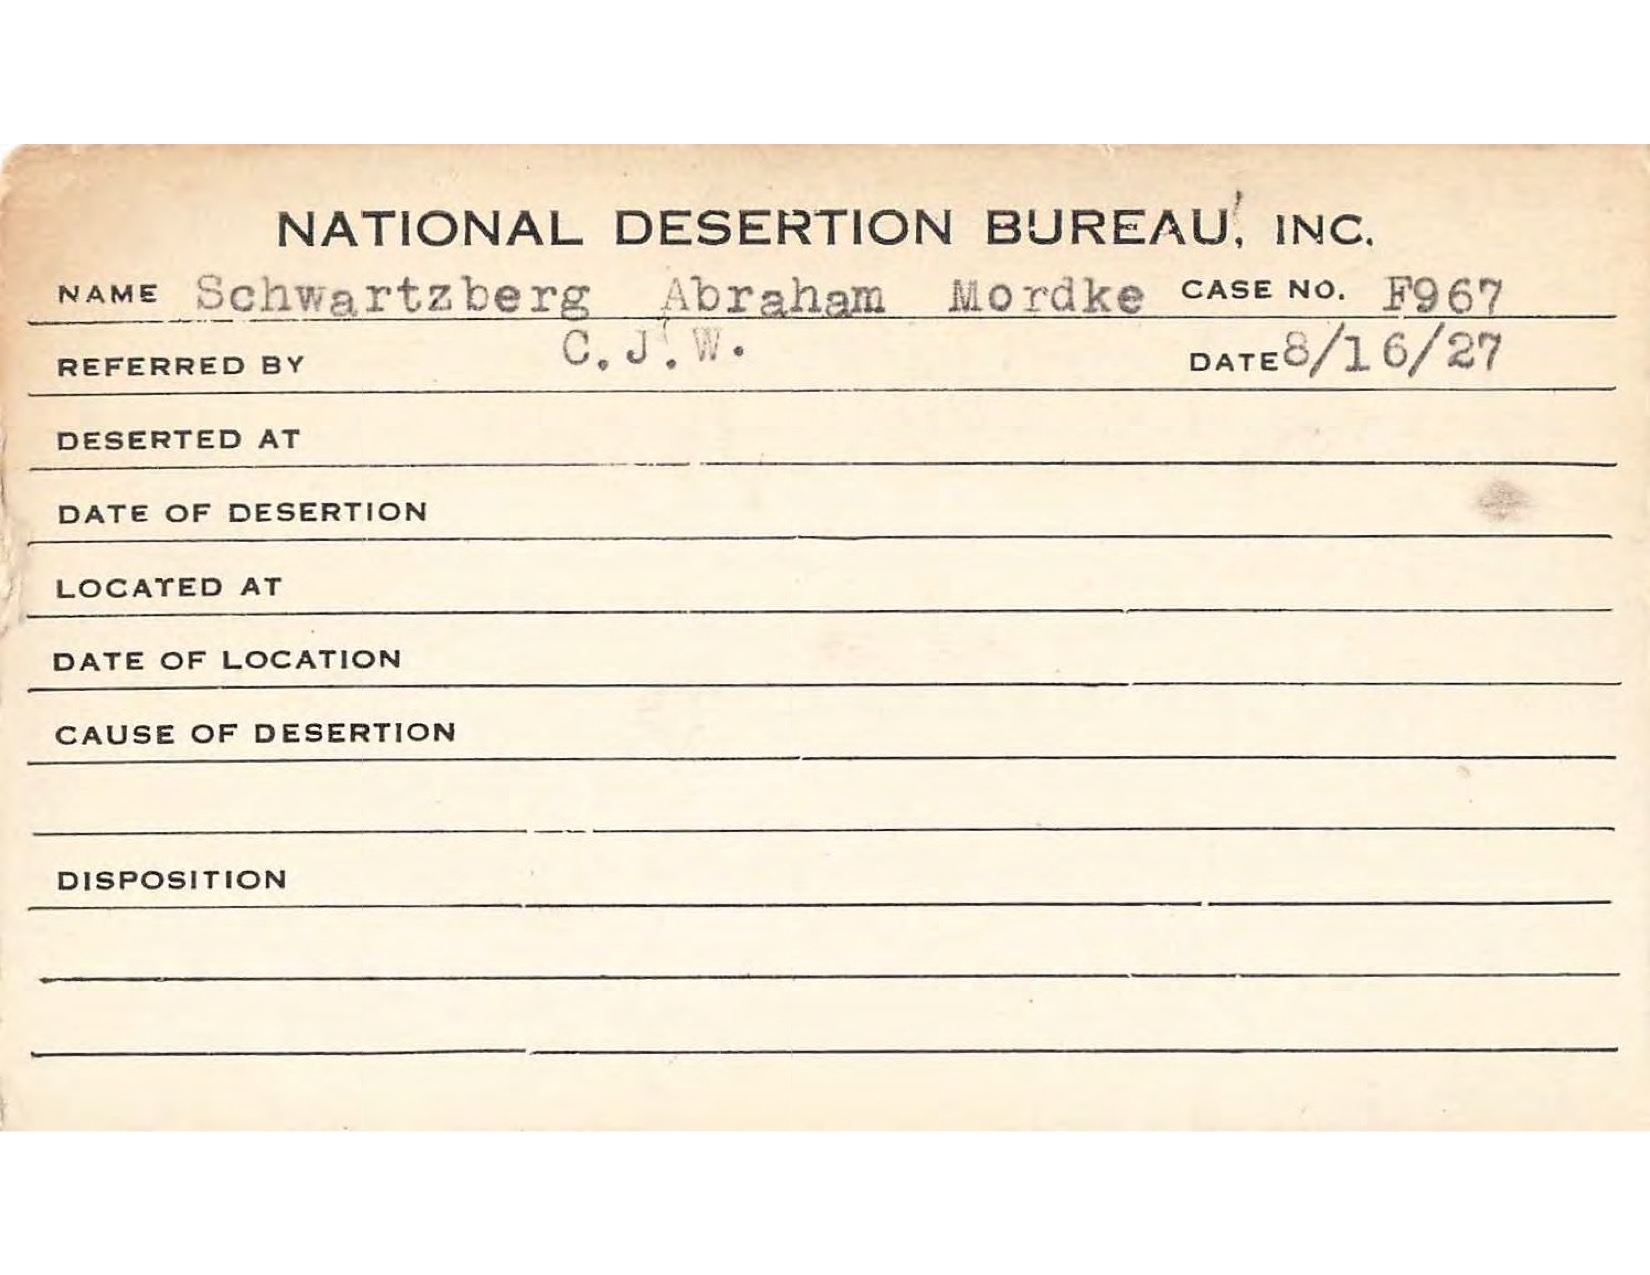 NATIONAL DESERTION BUREAU, INC.
NAME Schwartzberg Abraham Mordke CASE NO. F967
REFERRED BY C.J.W. DATE 8/16/27
DESERTED AT
DATE OF DESERTION
LOCATED AT
DATE OF LOCATION
CAUSE OF DESERTION
DISPOSITION